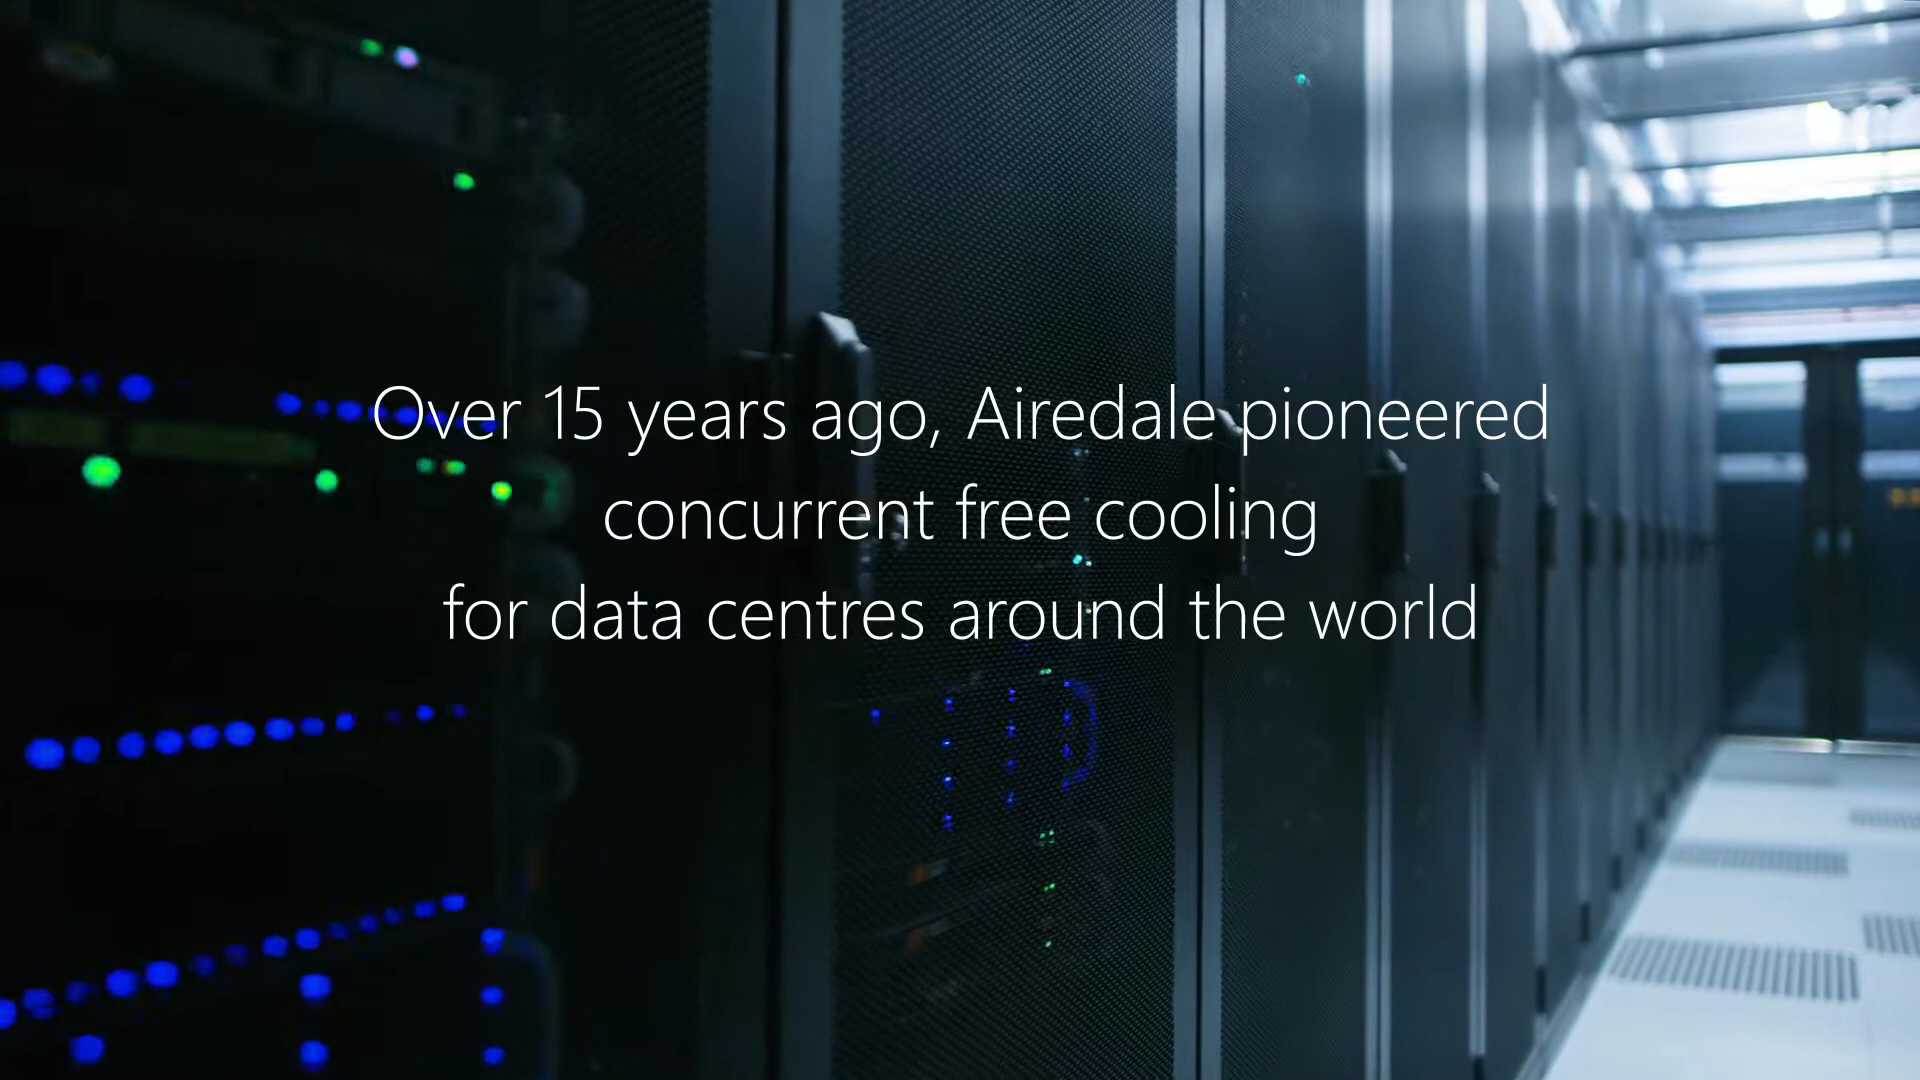 Over 15 years ago, Airedale pioneered
concurrent free cooling
for data centres around the world